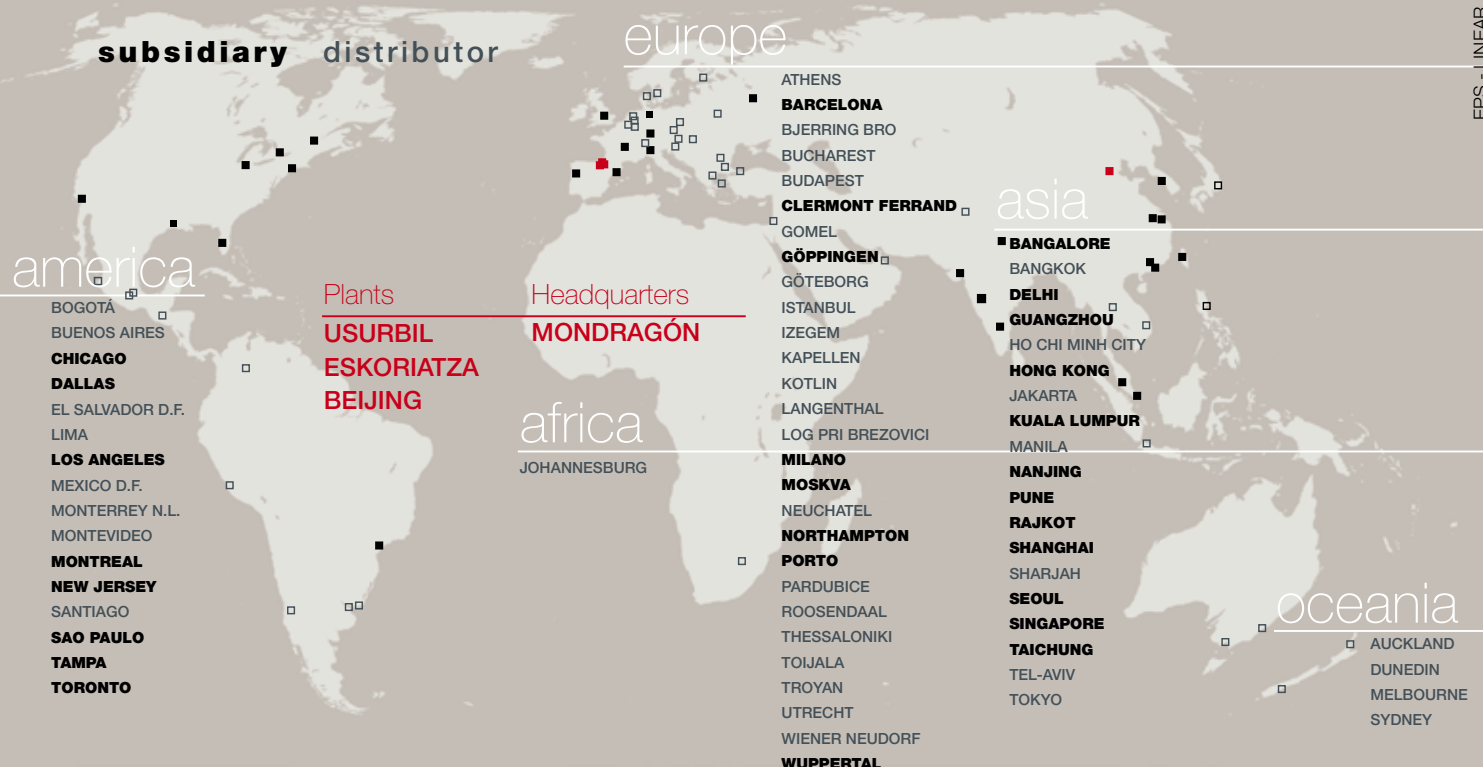 subsidiary distributor
europe
ATHENS
BARCELONA
BJERRING BRO
BUCHAREST
BUDAPEST
CLERMONT FERRAND
GOMEL
GÖPPINGEN
GÖTEBORG
ISTANBUL
IZEGEM
KAPELLEN
KOTLIN
LANGENTHAL
LOG PRI BREZOVICI
MILANO
MOSKVA
NEUCHATEL
NORTHAMPTON
PORTO
PARDUBICE
ROOSENDAAL
THESSALONIKI
TOIJALA
TROYAN
UTRECHT
WIENER NEUDORF
WUPPERTAL
america
BOGOTÁ
BUENOS AIRES
CHICAGO
DALLAS
EL SALVADOR D.F.
LIMA
LOS ANGELES
MEXICO D.F.
MONTERREY N.L.
MONTEVIDEO
MONTREAL
NEW JERSEY
SANTIAGO
SAO PAULO
TAMPA
TORONTO
Plants
USURBIL
ESKORIATZA
BEIJING
Headquarters
MONDRAGÓN
africa
JOHANNESBURG
asia
BANGALORE
BANGKOK
DELHI
GUANGZHOU
HO CHI MINH CITY
HONG KONG
JAKARTA
KUALA LUMPUR
MANILA
NANJING
PUNE
RAJKOT
SHANGHAI
SHARJAH
SEOUL
SINGAPORE
TAICHUNG
TEL-AVIV
TOKYO
oceania
AUCKLAND
DUNEDIN
MELBOURNE
SYDNEY
EPS - LINEAR